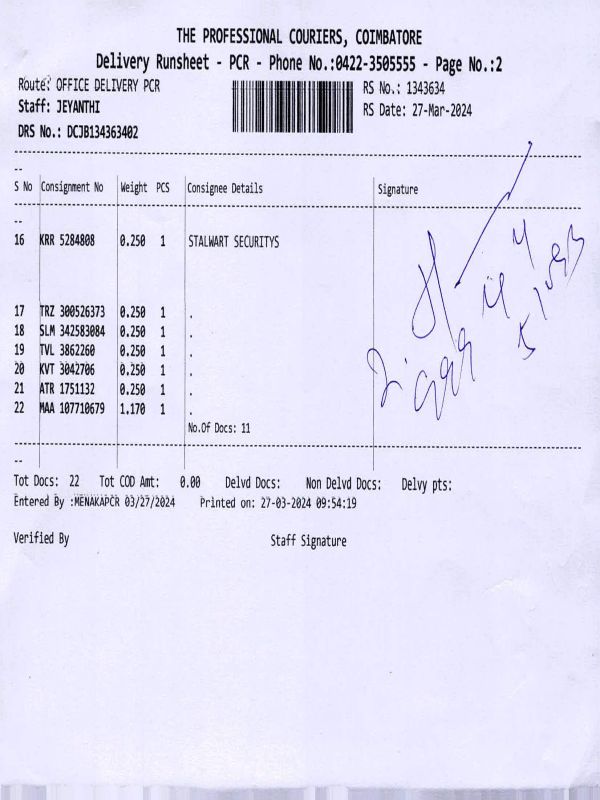 THE PROFESSIONAL COURIERS, COIMBATORE
Delivery Runsheet - PCR - Phone No.:0422-3505555 - Page No.:2
Route: OFFICE DELIVERY PCR
RS No.: 1343634
Staff: JEYANTHI
RS Date: 27-Mar-2024
DRS No.: DCJB134363402
S No Consignment No Weight PCS Consignee Details Signature
16 KRR 5284808 0.250 1 STALWART SECURITYS
17 TRZ 300526373 0.250 1 .
18 SLM 342583084 0.250 1 .
19 TVL 3862260 0.250 1 .
20 KVT 3042706 0.250 1 .
21 ATR 1751132 0.250 1 .
22 MAA 107710679 1.170 1 .
No.Of Docs: 11
Tot Docs: 22 Tot COD Amt: 0.00 Delvd Docs: Non Delvd Docs: Delvy pts:
Entered By :MENAKAPCR 03/27/2024 Printed on: 27-03-2024 09:54:19
Verified By Staff Signature